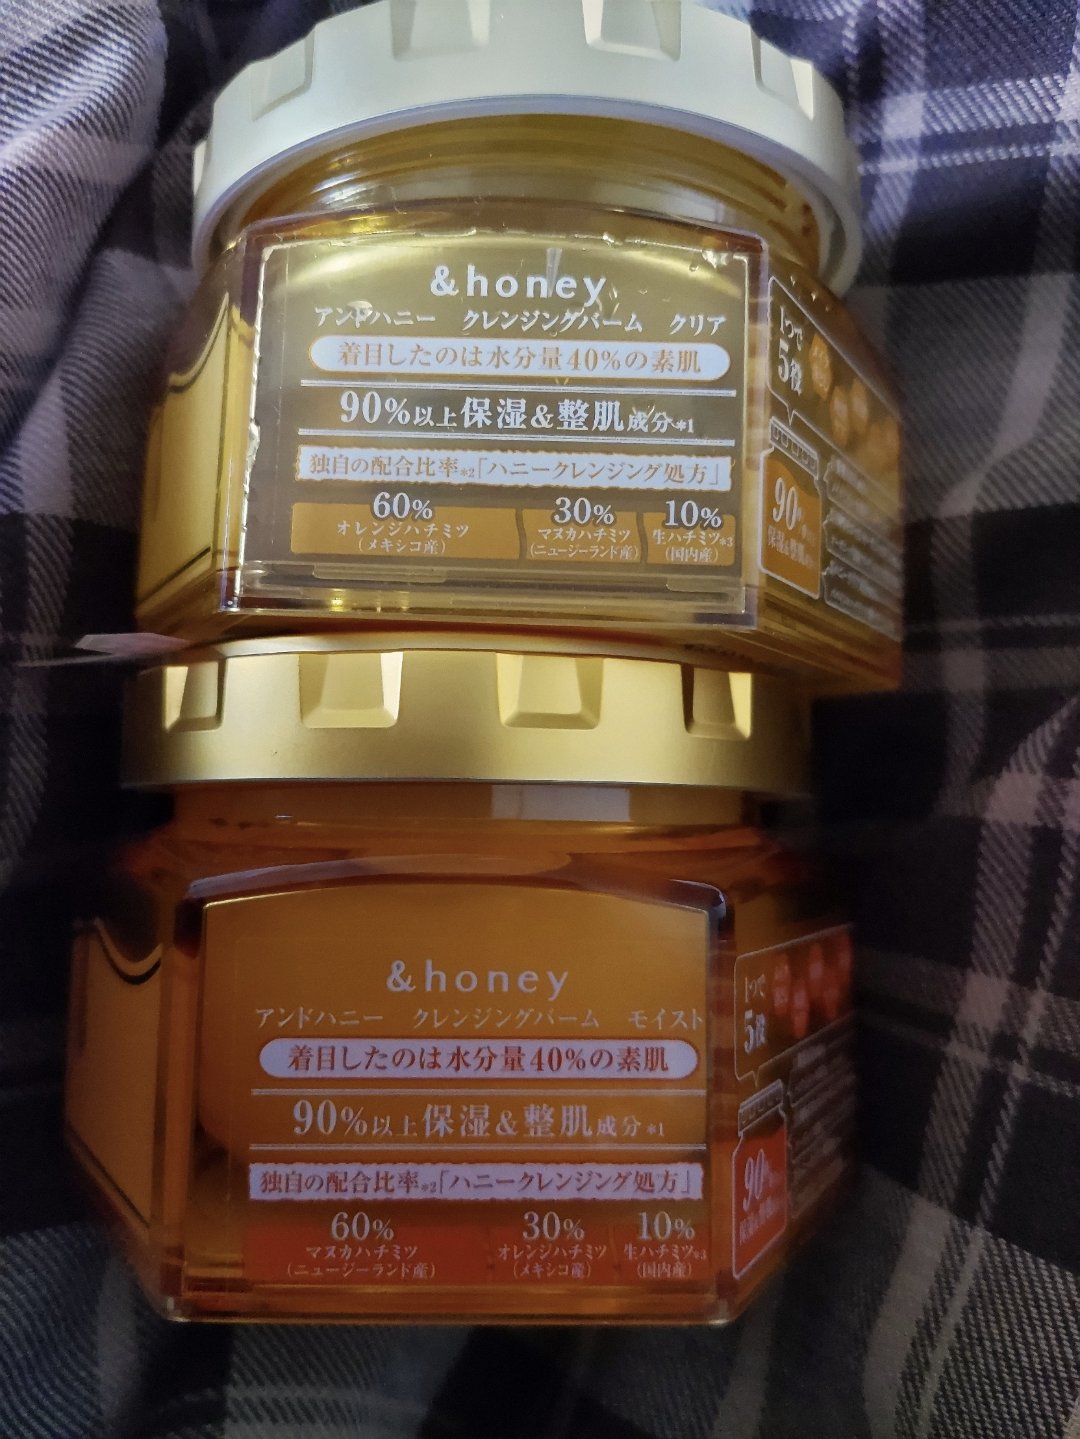 &honey
アンドハニー クレンジングバーム クリア
着目したのは水分量40%の素肌
90%以上保湿&整肌成分*1
独自の配合比率*2「ハニークレンジング処方」
60%
オレンジハチミツ
(メキシコ産)
30%
マヌカハチミツ
(ニュージーランド産)
10%
生ハチミツ*3
(国内産)
1つで
5役
90%
&honey
アンドハニー クレンジングバーム モイスト
着目したのは水分量40%の素肌
90%以上保湿&整肌成分*1
独自の配合比率*2「ハニークレンジング処方」
60%
マヌカハチミツ
(ニュージーランド産)
30%
オレンジハチミツ
(メキシコ産)
10%
生ハチミツ*3
(国内産)
1つで
5役
90%